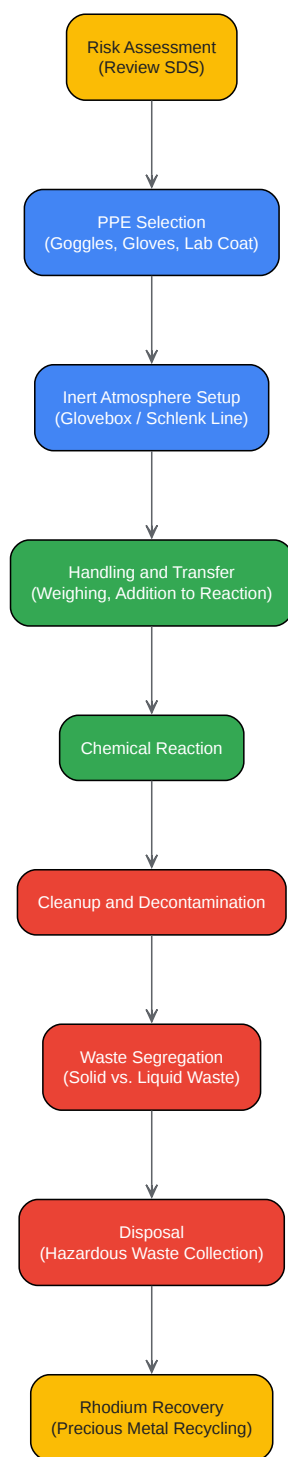 Risk Assessment
(Review SDS)
PPE Selection
(Goggles, Gloves, Lab Coat)
Inert Atmosphere Setup
(Glovebox / Schlenk Line)
Handling and Transfer
(Weighing, Addition to Reaction)
Chemical Reaction
Cleanup and Decontamination
Waste Segregation
(Solid vs. Liquid Waste)
Disposal
(Hazardous Waste Collection)
Rhodium Recovery
(Precious Metal Recycling)